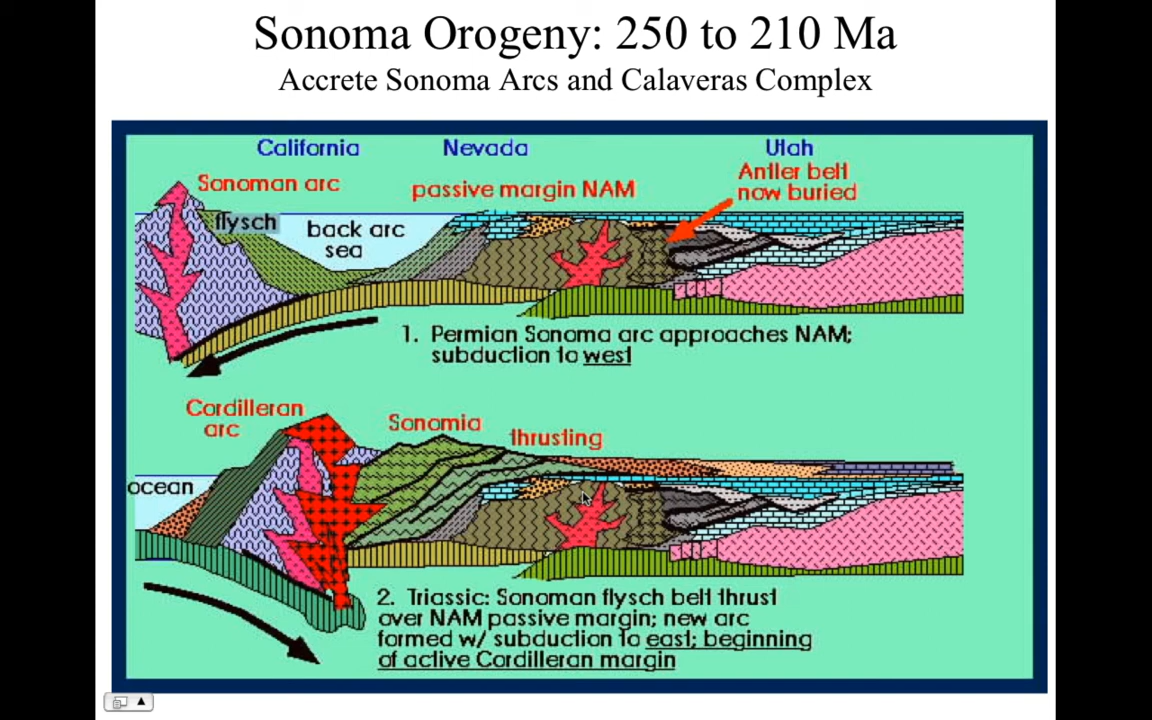 Sonoma Orogeny: 250 to 210 Ma
Accrete Sonoma Arcs and Calaveras Complex
California Nevada Utah
Sonoman arc passive margin NAM Antler belt
now buried
flysch back arc
sea
1. Permian Sonoma arc approaches NAM;
subduction to west
Cordilleran
arc
Sonomia
thrusting
ocean
2. Triassic: Sonoman flysch belt thrust
over NAM passive margin; new arc
formed w/ subduction to east; beginning
of active Cordilleran margin